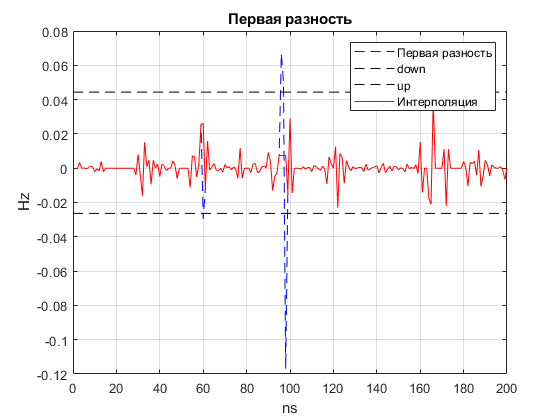 Первая разность
0.08
0.06
0.04
0.02
0
-0.02
-0.04
-0.06
-0.08
-0.1
-0.12
Hz
Первая разность
down
up
Интерполяция
0 20 40 60 80 100 120 140 160 180 200
ns